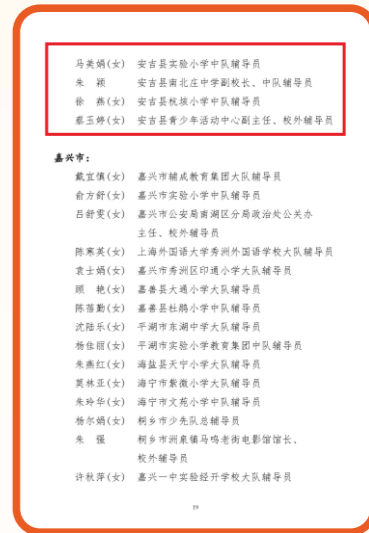 马美娟(女) 安吉县实验小学中队辅导员
朱 颖 安吉县南北庄中学副校长、中队辅导员
徐 燕(女) 安吉县杭垓小学中队辅导员
蔡玉婷(女) 安吉县青少年活动中心副主任、校外辅导员
嘉兴市：
戴宜慎(女) 嘉兴市辅成教育集团大队辅导员
俞方舒(女) 嘉兴市实验小学中队辅导员
吕舒雯(女) 嘉兴市公安局南湖区分局政治处公关办
主任、校外辅导员
陈寒英(女) 上海外国语大学秀洲外国语学校大队辅导员
袁士娟(女) 嘉兴市秀洲区印通小学大队辅导员
顾 艳(女) 嘉善县大通小学大队辅导员
陈蓓勤(女) 嘉善县杜鹃小学中队辅导员
沈陆乐(女) 平湖市东湖中学大队辅导员
杨佳丽(女) 平湖市实验小学教育集团中队辅导员
朱燕红(女) 海盐县天宁小学大队辅导员
莫林亚(女) 海宁市紫微小学大队辅导员
朱玲华(女) 海宁市文苑小学中队辅导员
杨尔娟(女) 桐乡市少先队总辅导员
朱 强 桐乡市洲泉镇马鸣老街电影馆馆长、
校外辅导员
许秋萍(女) 嘉兴一中实验经开学校大队辅导员